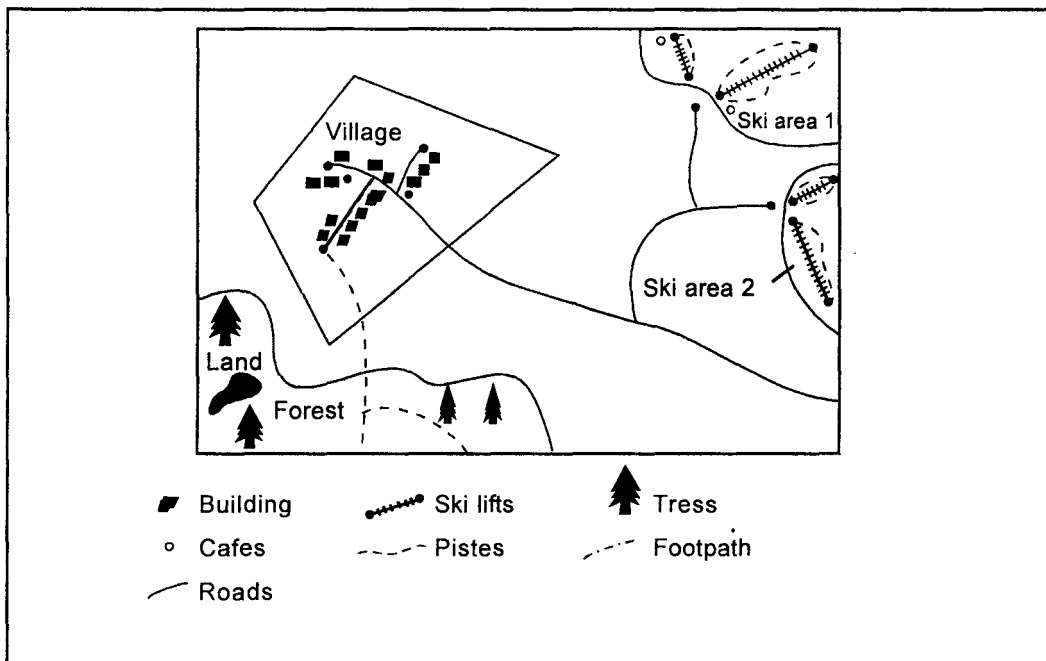 Village
Ski area 1
Ski area 2
Land
Forest
Building
Ski lifts
Tress
Cafes
Pistes
Footpath
Roads